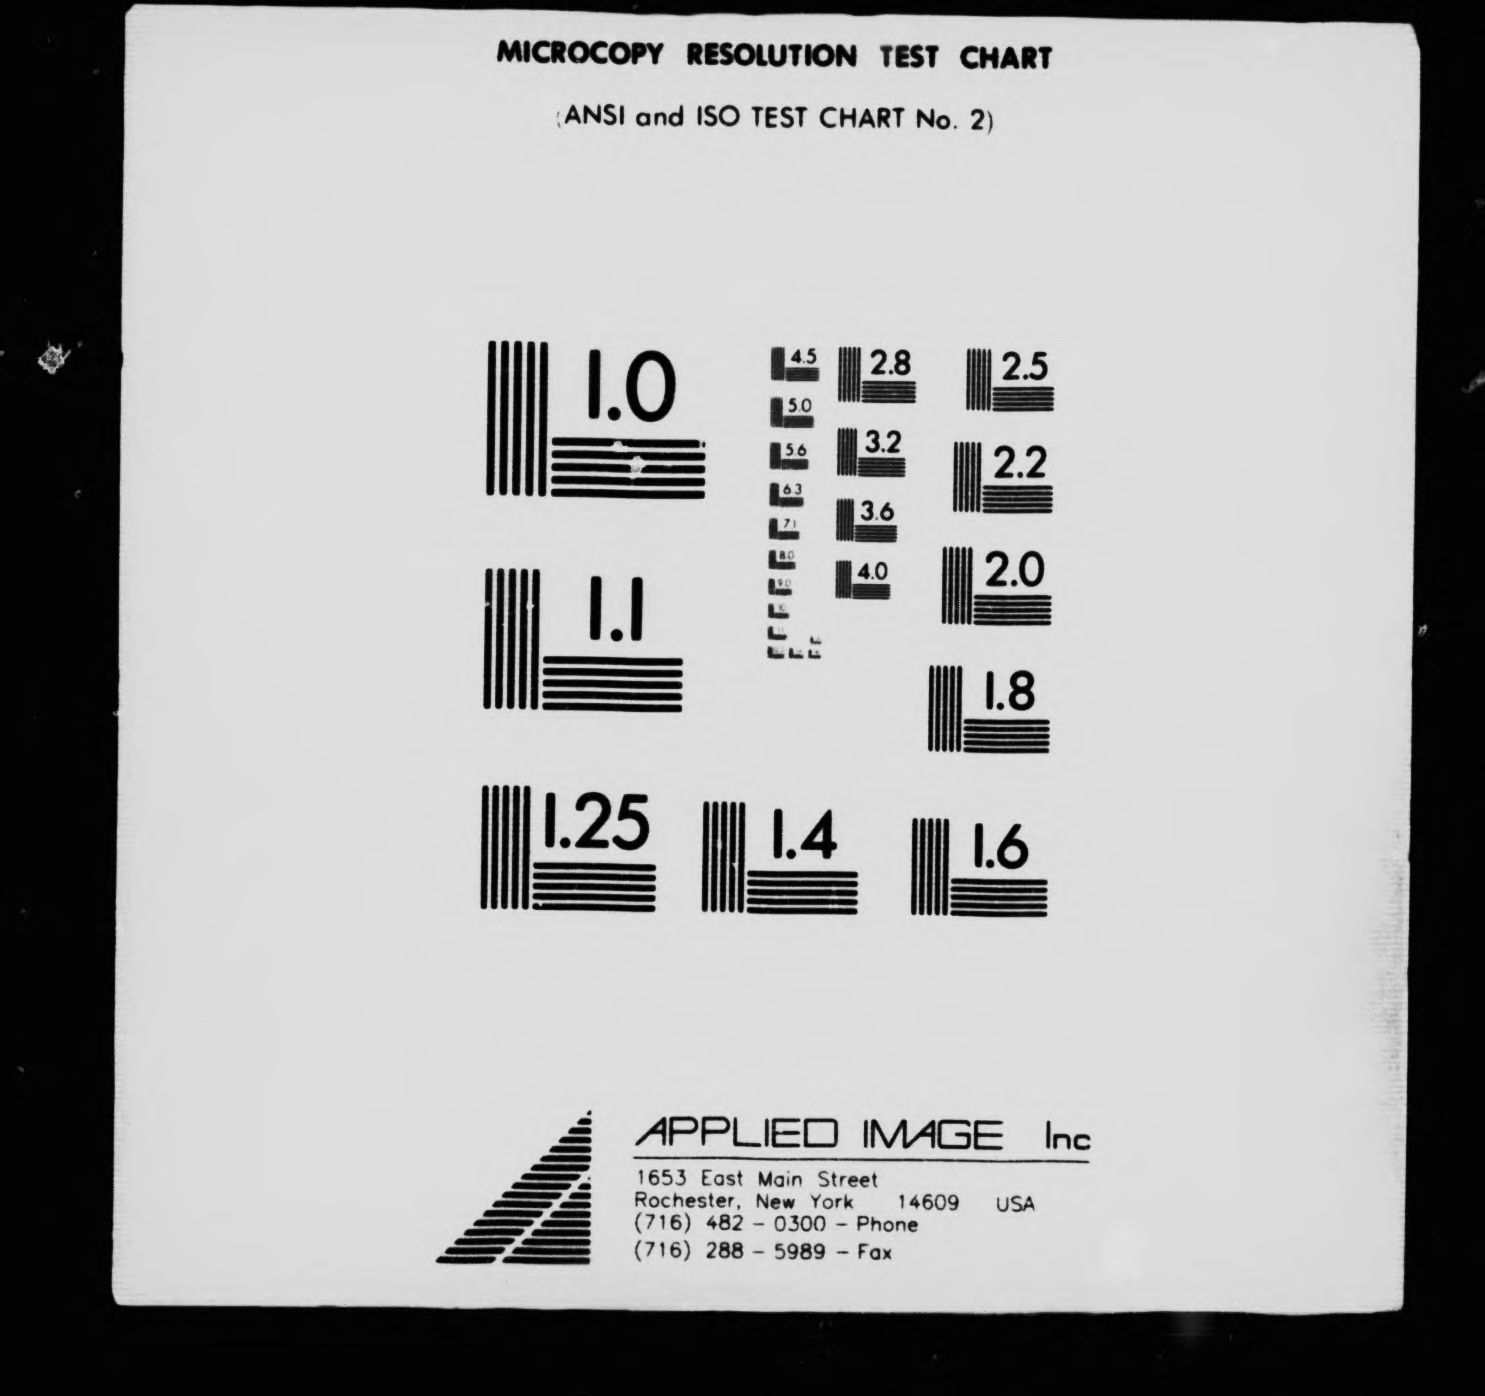 MICROCOPY RESOLUTION TEST CHART
(ANSI and ISO TEST CHART No. 2)
1.0
4.5
2.8
2.5
5.0
3.2
2.2
5.6
6.3
3.6
7.1
2.0
8.0
4.0
9.0
1.1
1.8
1.25
1.4
1.6
APPLIED IMAGE Inc
1653 East Main Street
Rochester, New York 14609 USA
(716) 482 - 0300 - Phone
(716) 288 - 5989 - Fax